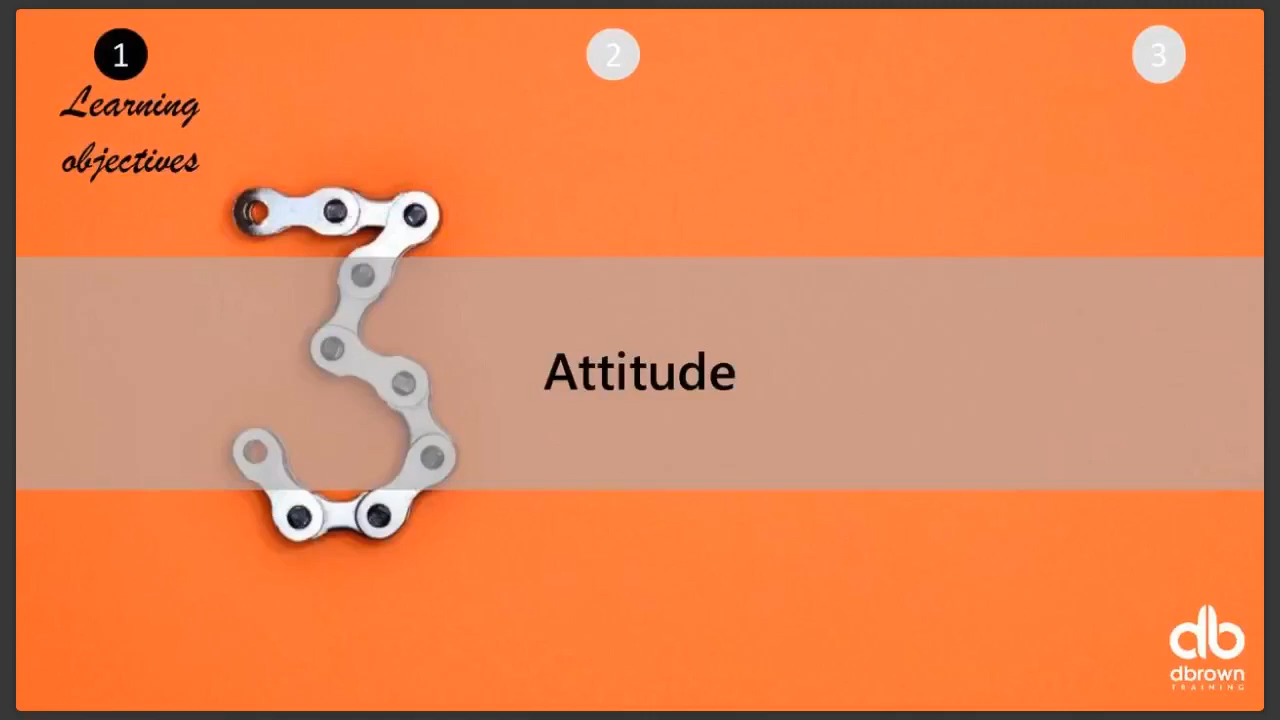 1
2
3
Learning
objectives
Attitude
db
dbrown
TRAINING